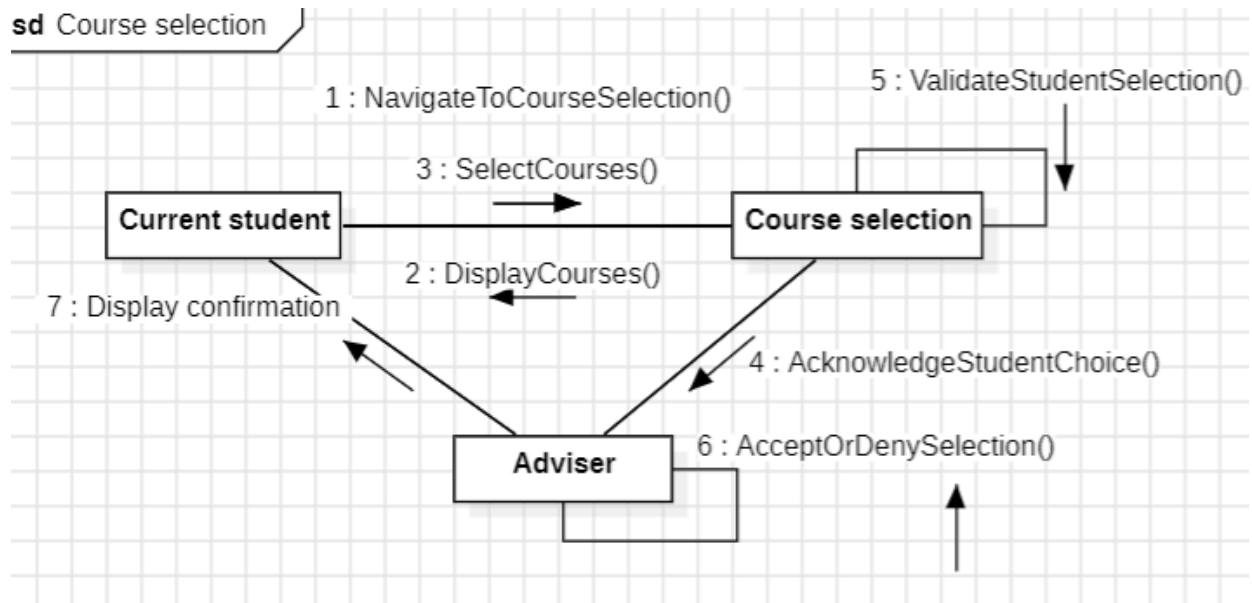 sd Course selection
5 : ValidateStudentSelection()
1 : NavigateToCourseSelection()
3 : SelectCourses()
Current student
Course selection
2 : DisplayCourses()
7 : Display confirmation
4 : AcknowledgeStudentChoice()
6 : AcceptOrDenySelection()
Adviser